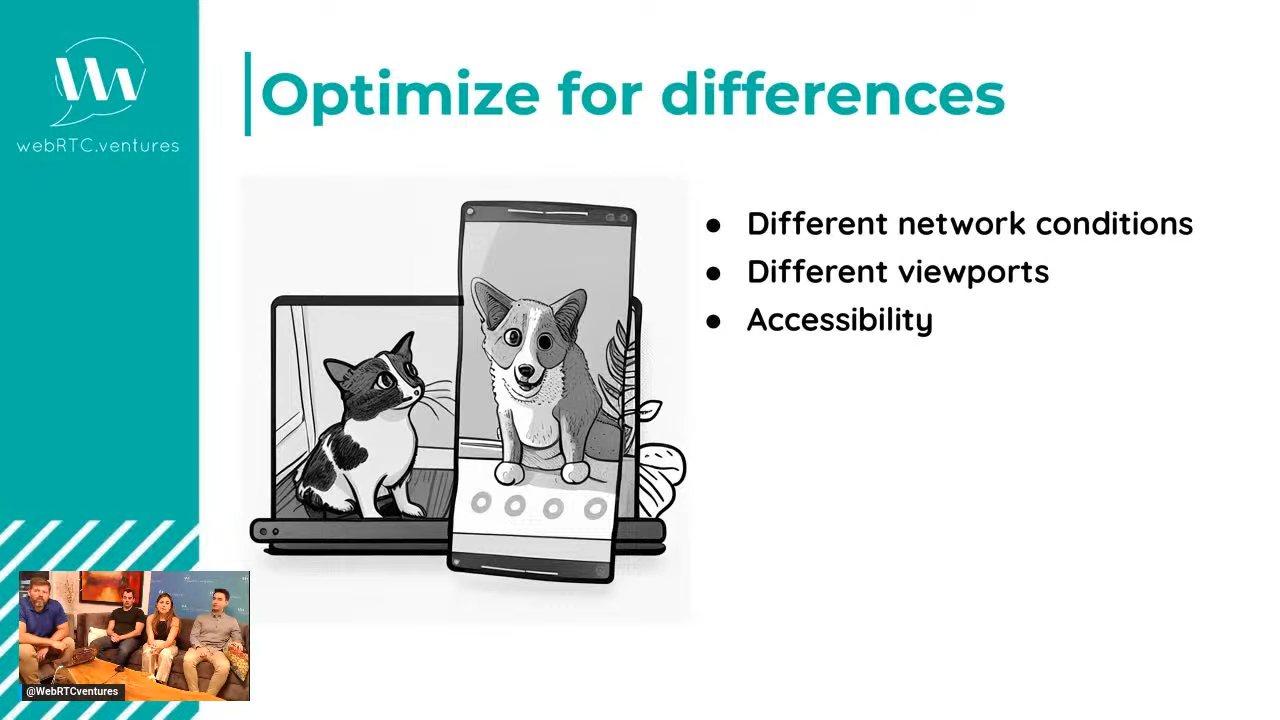 webRTC.ventures
Optimize for differences
● Different network conditions
● Different viewports
● Accessibility
@WebRTCventures